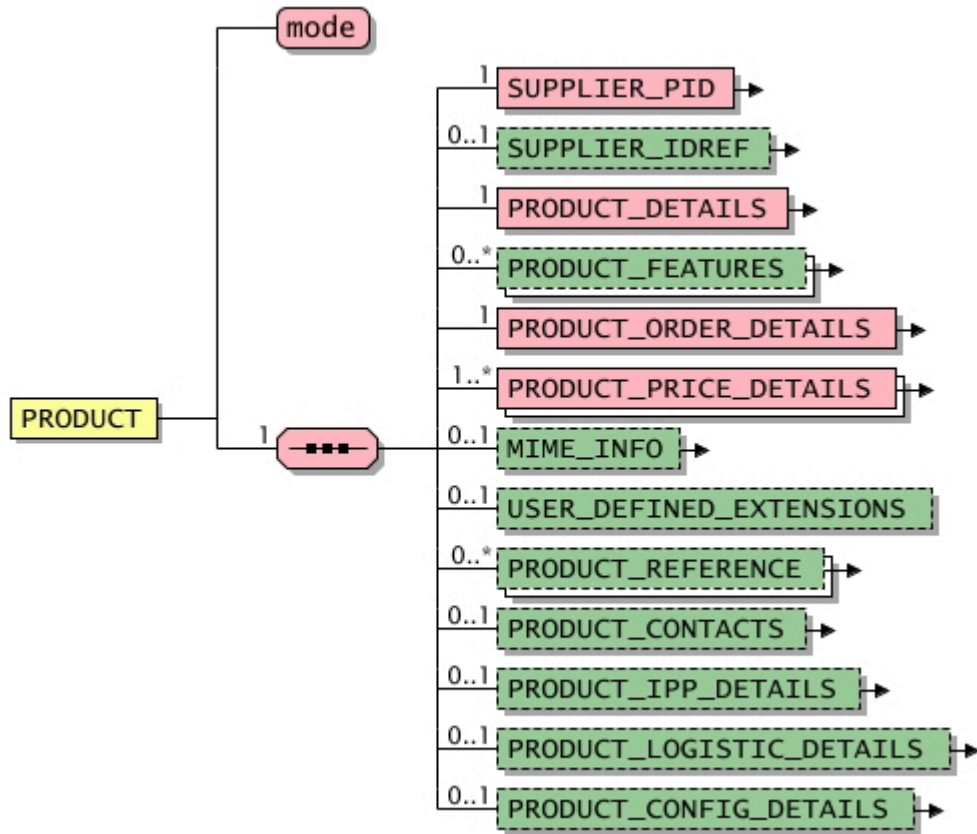 mode
1 SUPPLIER_PID
0..1 SUPPLIER_IDREF
1 PRODUCT_DETAILS
0..* PRODUCT_FEATURES
1 PRODUCT_ORDER_DETAILS
1..* PRODUCT_PRICE_DETAILS
PRODUCT
1
0..1 MIME_INFO
0..1 USER_DEFINED_EXTENSIONS
0..* PRODUCT_REFERENCE
0..1 PRODUCT_CONTACTS
0..1 PRODUCT_IPP_DETAILS
0..1 PRODUCT_LOGISTIC_DETAILS
0..1 PRODUCT_CONFIG_DETAILS